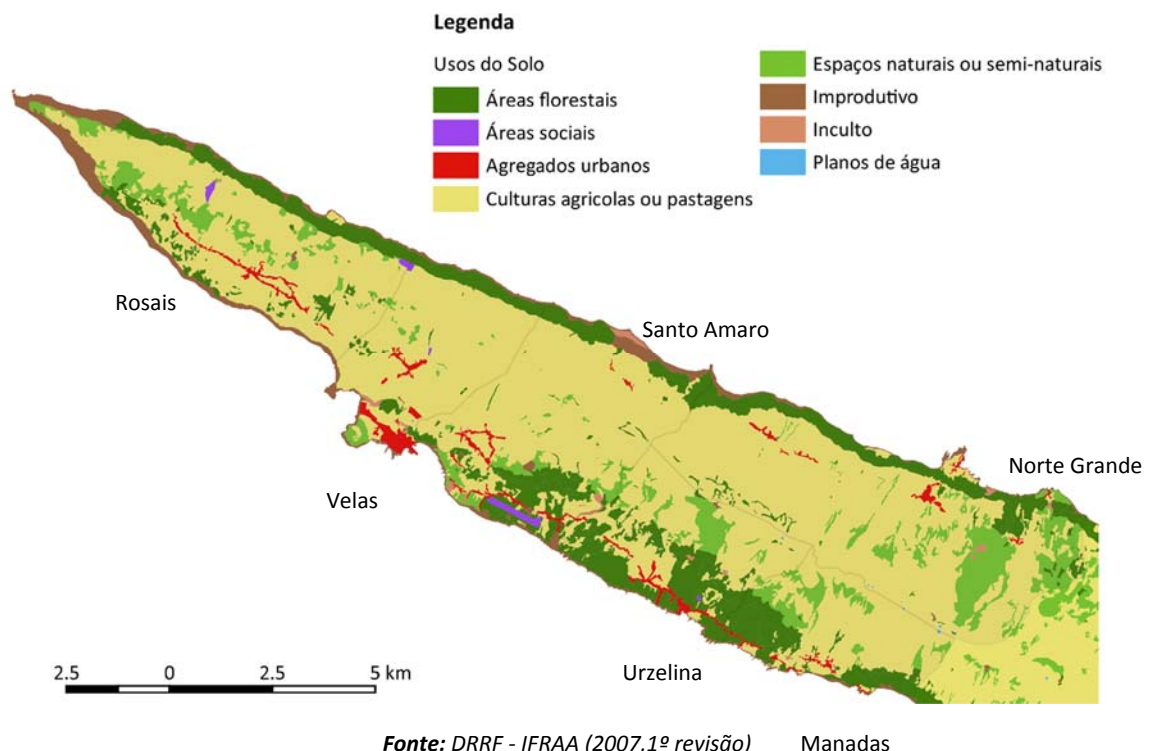 Legenda
Usos do Solo
Áreas florestais
Áreas sociais
Agregados urbanos
Culturas agricolas ou pastagens
Espaços naturais ou semi-naturais
Improdutivo
Inculto
Planos de água
Rosais
Santo Amaro
Norte Grande
Velas
Urzelina
2.5 0 2.5 5 km
Fonte: DRRF - IFRAA (2007.1º revisão) Manadas